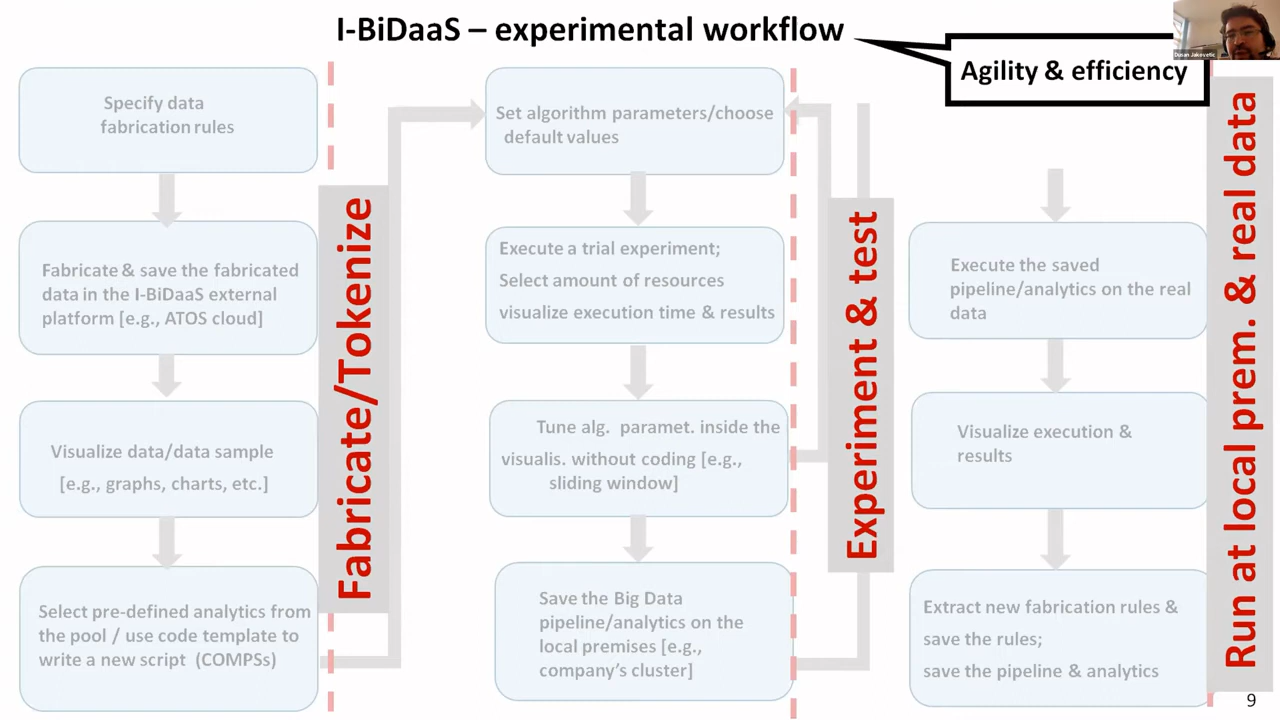 I-BiDaaS – experimental workflow
Agility & efficiency
Dusan Jakovetic
Specify data
fabrication rules
Fabricate & save the fabricated
data in the I-BiDaaS external
platform [e.g., ATOS cloud]
Visualize data/data sample
[e.g., graphs, charts, etc.]
Select pre-defined analytics from
the pool / use code template to
write a new script (COMPSs)
Fabricate/Tokenize
Set algorithm parameters/choose
default values
Execute a trial experiment;
Select amount of resources
visualize execution time & results
Tune alg. paramet. inside the
visualis. without coding [e.g.,
sliding window]
Save the Big Data
pipeline/analytics on the
local premises [e.g.,
company's cluster]
Experiment & test
Execute the saved
pipeline/analytics on the real
data
Visualize execution &
results
Extract new fabrication rules &
save the rules;
save the pipeline & analytics
Run at local prem. & real data
9